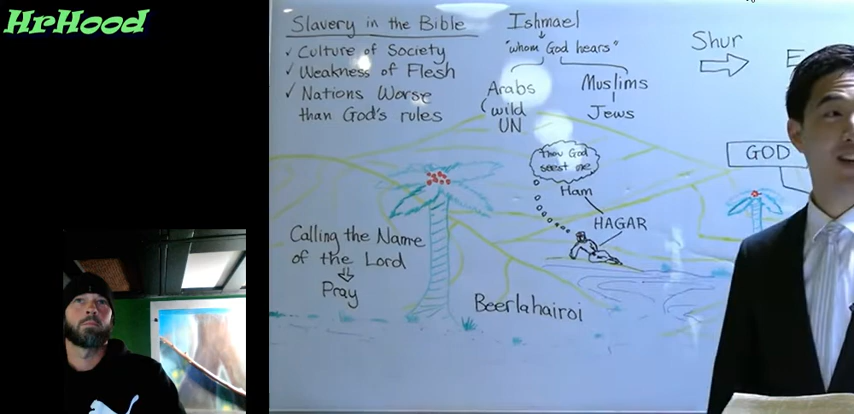 HrHood
Slavery in the Bible
✓ Culture of Society
✓ Weakness of Flesh
✓ Nations Worse
than God's rules
Ishmael
"whom God hears"
Arabs
(wild
UN
Muslims
Jews
Shur
E
GOD
Thou God
seest me
Ham
HAGAR
Calling the Name
of the Lord
Pray
Beerlahairoi